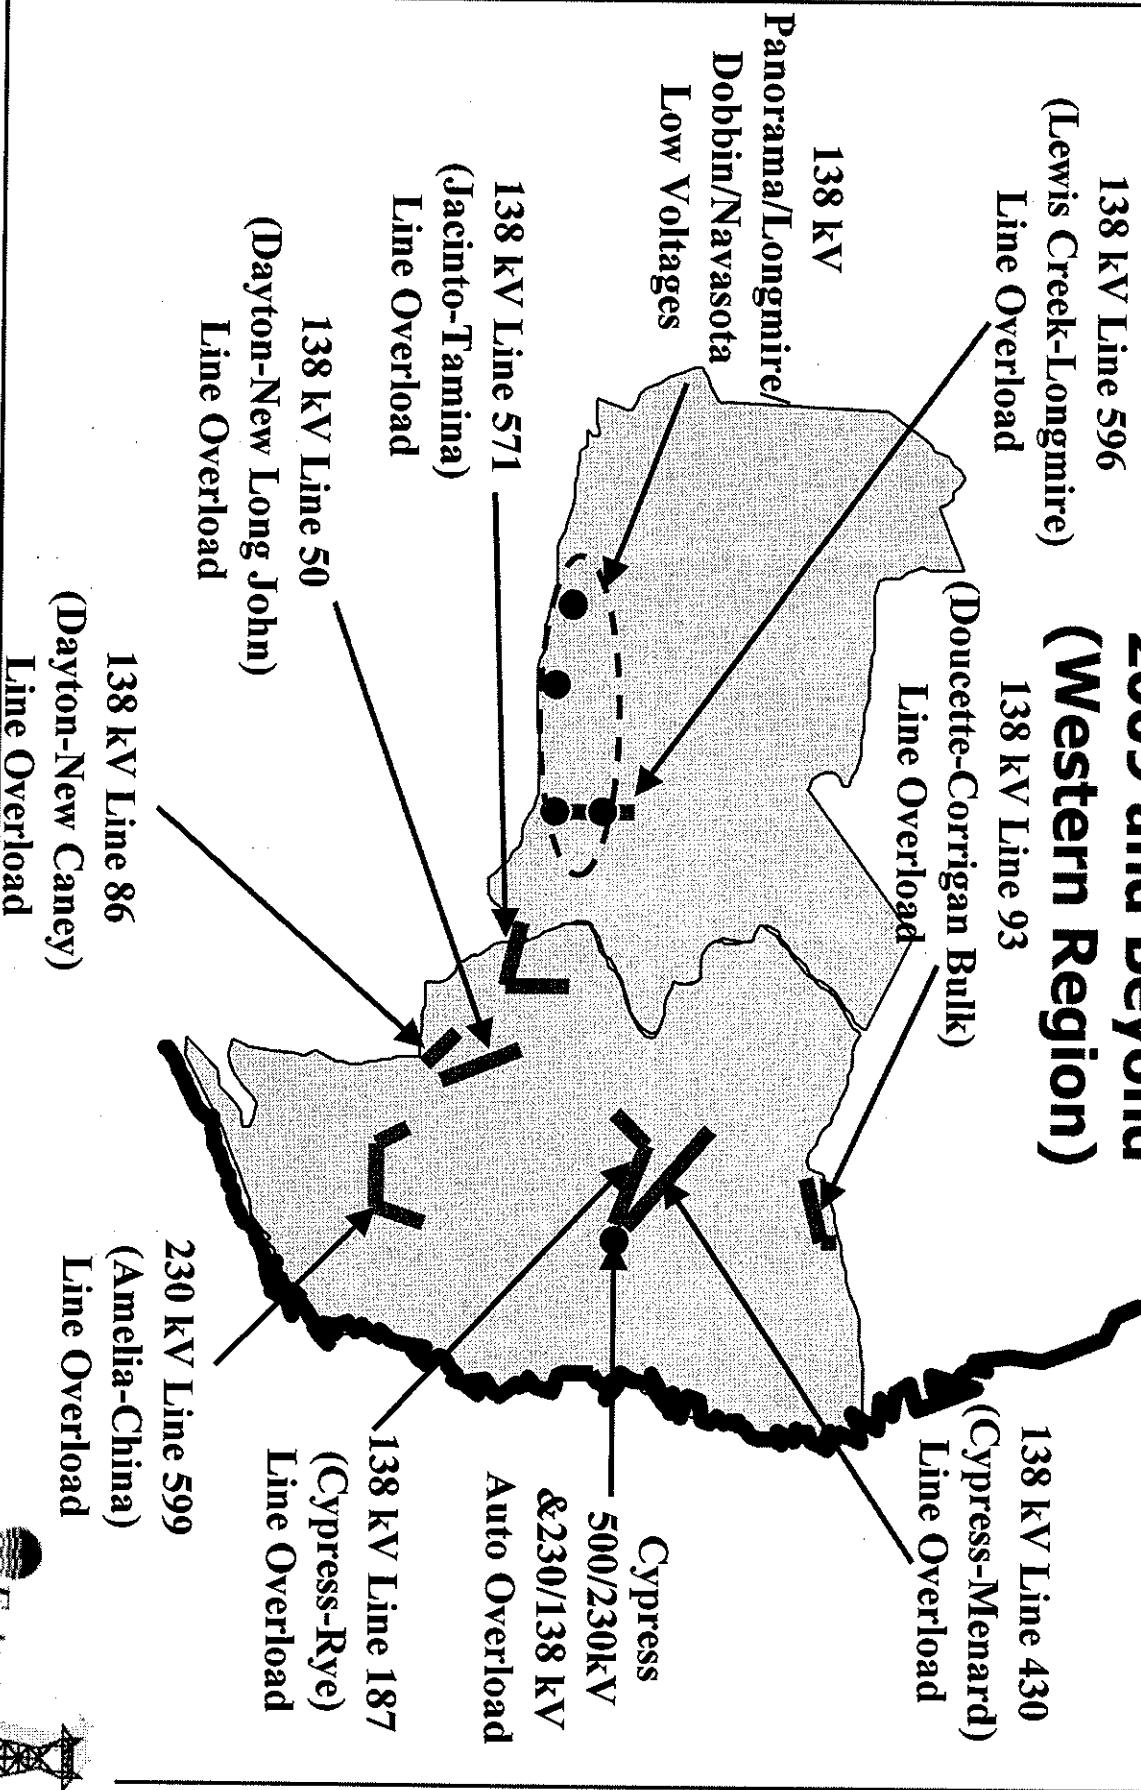 (Western Region)
138 kV Line 596
(Lewis Creek-Longmire)
Line Overload
138 kV Line 93
(Doucette-Corrigan Bulk)
Line Overload
138 kV Line 430
(Cypress-Menard)
Line Overload
138 kV
Panorama/Longmire/
Dobbin/Navasota
Low Voltages
Cypress
500/230kV
&230/138 kV
Auto Overload
138 kV Line 571
(Jacinto-Tamina)
Line Overload
138 kV Line 187
(Cypress-Rye)
Line Overload
138 kV Line 50
(Dayton-New Long John)
Line Overload
230 kV Line 599
(Amelia-China)
Line Overload
138 kV Line 86
(Dayton-New Caney)
Line Overload